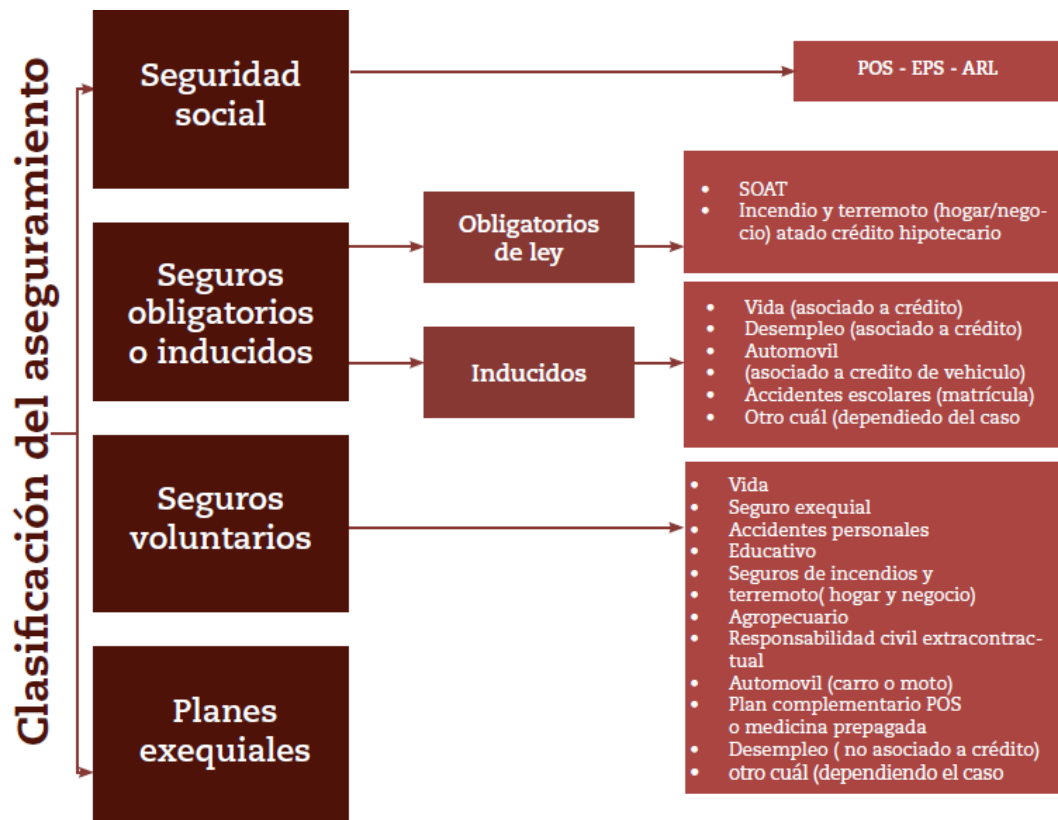 Clasificación del aseguramiento
Seguridad
social
POS - EPS - ARL
Seguros
obligatorios
o inducidos
Obligatorios
de ley
• SOAT
• Incendio y terremoto (hogar/nego-
cio) atado crédito hipotecario
Inducidos
• Vida (asociado a crédito)
• Desempleo (asociado a crédito)
• Automovil
• (asociado a credito de vehiculo)
• Accidentes escolares (matrícula)
• Otro cuál (dependiedo del caso
Seguros
voluntarios
• Vida
• Seguro exequial
• Accidentes personales
• Educativo
• Seguros de incendios y
• terremoto( hogar y negocio)
• Agropecuario
• Responsabilidad civil extracontrac-
tual
• Automovil (carro o moto)
• Plan complementario POS
o medicina prepagada
• Desempleo ( no asociado a crédito)
• otro cuál (dependiendo el caso
Planes
exequiales